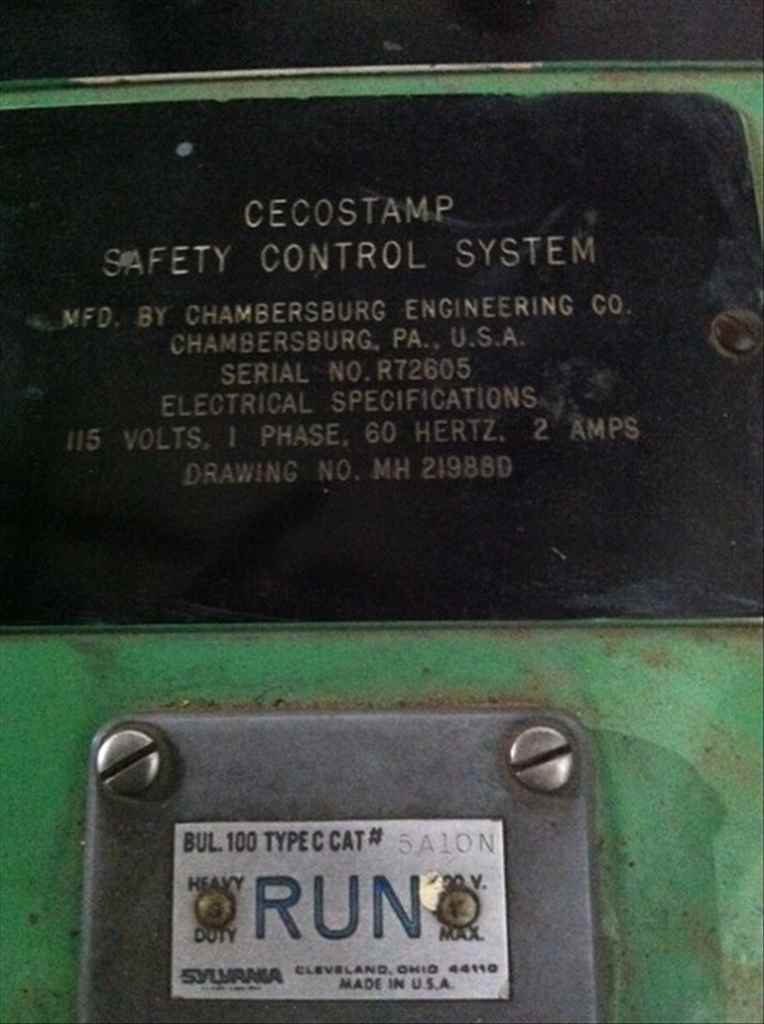 CECOSTAMP
SAFETY CONTROL SYSTEM
MFD. BY CHAMBERSBURG ENGINEERING CO.
CHAMBERSBURG, PA., U.S.A.
SERIAL NO. R72605
ELECTRICAL SPECIFICATIONS
115 VOLTS, 1 PHASE, 60 HERTZ, 2 AMPS
DRAWING NO. MH 21988D
BUL. 100 TYPE C CAT# 5A10N
HEAVY DUTY
RUN
V. MAX.
SYLVANIA CLEVELAND, OHIO 44110
MADE IN U.S.A.